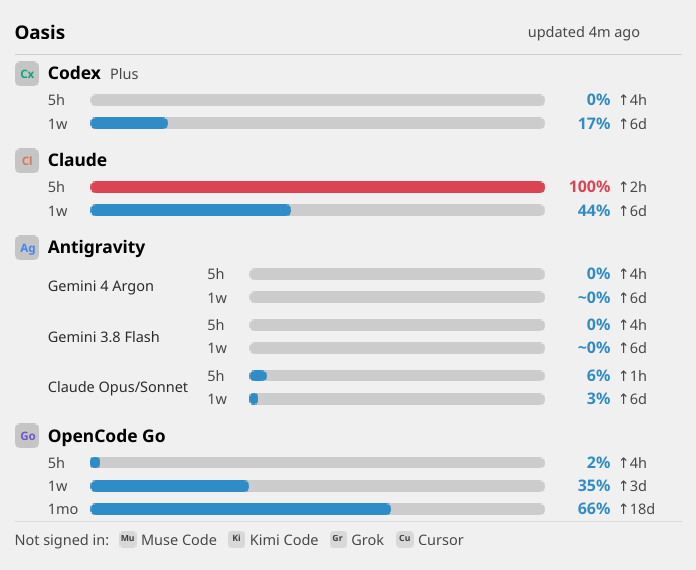 Oasis updated 4m ago
Cx Codex Plus
5h 0% ↑4h
1w 17% ↑6d
Cl Claude
5h 100% ↑2h
1w 44% ↑6d
Ag Antigravity
Gemini 4 Argon
5h 0% ↑4h
1w ~0% ↑6d
Gemini 3.8 Flash
5h 0% ↑4h
1w ~0% ↑6d
Claude Opus/Sonnet
5h 6% ↑1h
1w 3% ↑6d
Go OpenCode Go
5h 2% ↑4h
1w 35% ↑3d
1mo 66% ↑18d
Not signed in: Mu Muse Code Ki Kimi Code Gr Grok Cu Cursor